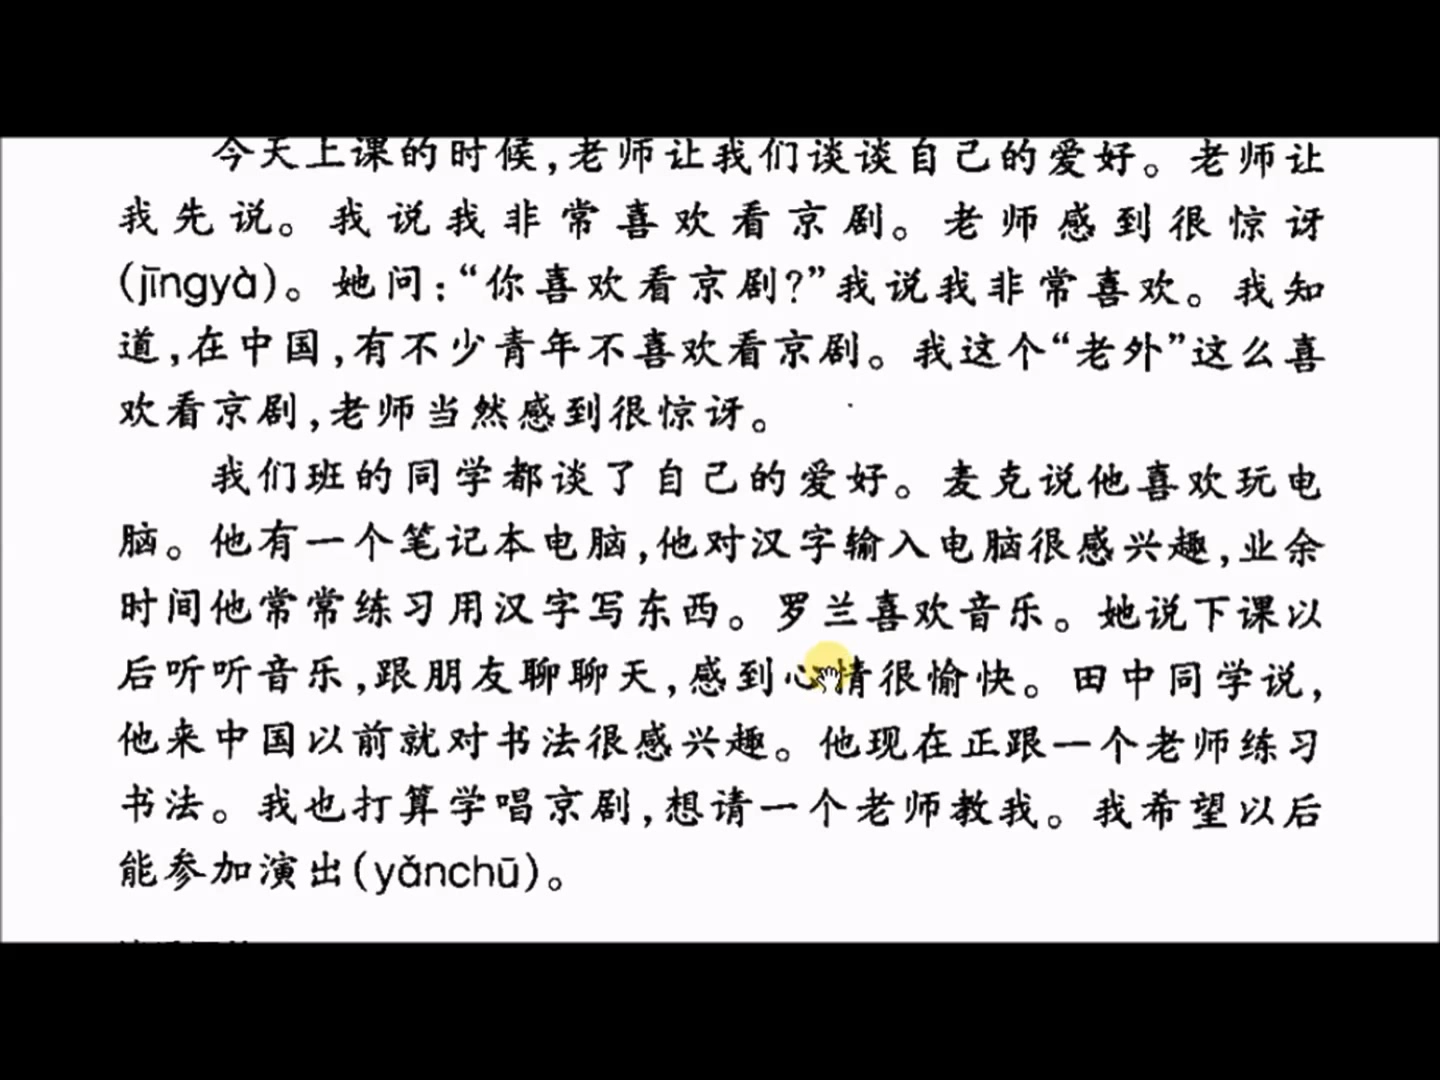 今天上课的时候,老师让我们谈谈自己的爱好。老师让
我先说。我说我非常喜欢看京剧。老师感到很惊讶
(jīngyà)。她问:“你喜欢看京剧?”我说我非常喜欢。我知
道,在中国,有不少青年不喜欢看京剧。我这个“老外”这么喜
欢看京剧,老师当然感到很惊讶。
我们班的同学都谈了自己的爱好。麦克说他喜欢玩电
脑。他有一个笔记本电脑,他对汉字输入电脑很感兴趣,业余
时间他常常练习用汉字写东西。罗兰喜欢音乐。她说下课以
后听听音乐,跟朋友聊聊天,感到心情很愉快。田中同学说,
他来中国以前就对书法很感兴趣。他现在正跟一个老师练习
书法。我也打算学唱京剧,想请一个老师教我。我希望以后
能参加演出(yǎnchū)。